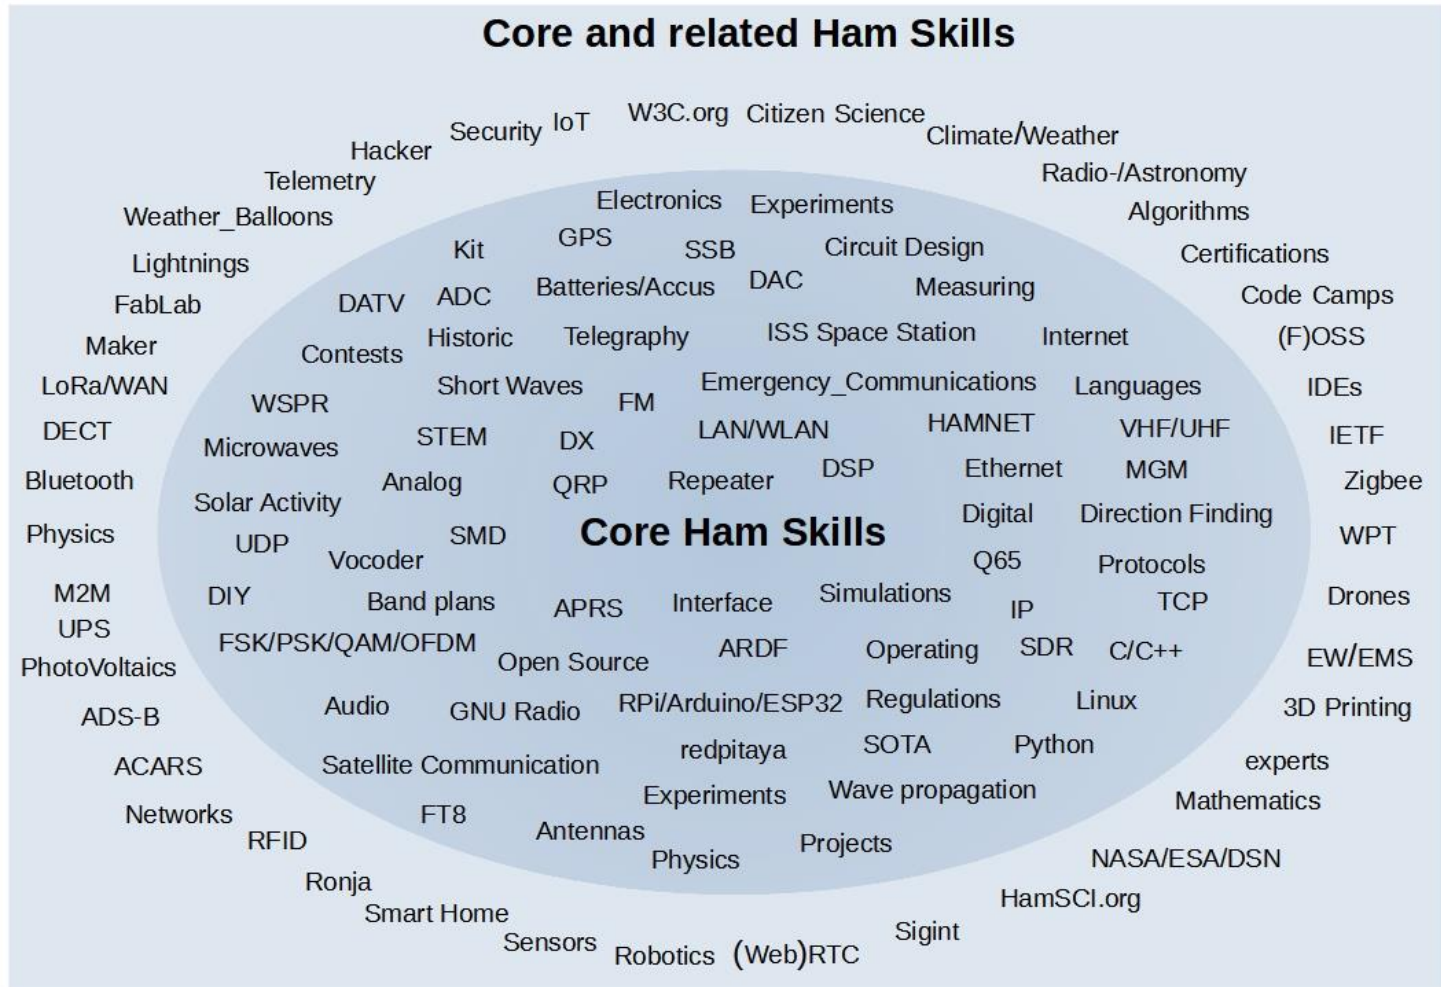 Core and related Ham Skills
W3C.org
Citizen Science
IoT
Security
Climate/Weather
Hacker
Radio-/Astronomy
Telemetry
Electronics
Experiments
Algorithms
Weather_Balloons
GPS
SSB
Circuit Design
Kit
Certifications
Lightnings
Batteries/Accus
DAC
Measuring
Code Camps
FabLab
DATV
ADC
Historic
Telegraphy
ISS Space Station
Internet
(F)OSS
Maker
Contests
LoRa/WAN
Short Waves
Emergency_Communications
Languages
IDEs
WSPR
FM
DECT
Microwaves
STEM
DX
LAN/WLAN
HAMNET
VHF/UHF
IETF
Bluetooth
Analog
QRP
Repeater
DSP
Ethernet
MGM
Zigbee
Solar Activity
Digital
Direction Finding
Physics
UDP
SMD
Core Ham Skills
WPT
Vocoder
Q65
Protocols
M2M
DIY
Band plans
APRS
Interface
Simulations
IP
TCP
Drones
UPS
FSK/PSK/QAM/OFDM
Open Source
ARDF
Operating
SDR
C/C++
EW/EMS
PhotoVoltaics
ADS-B
Audio
GNU Radio
RPi/Arduino/ESP32
Regulations
Linux
3D Printing
redpitaya
SOTA
Python
ACARS
Satellite Communication
experts
Experiments
Wave propagation
Mathematics
Networks
FT8
Antennas
RFID
Physics
Projects
NASA/ESA/DSN
Ronja
HamSCI.org
Smart Home
Sigint
Sensors
Robotics
(Web)RTC